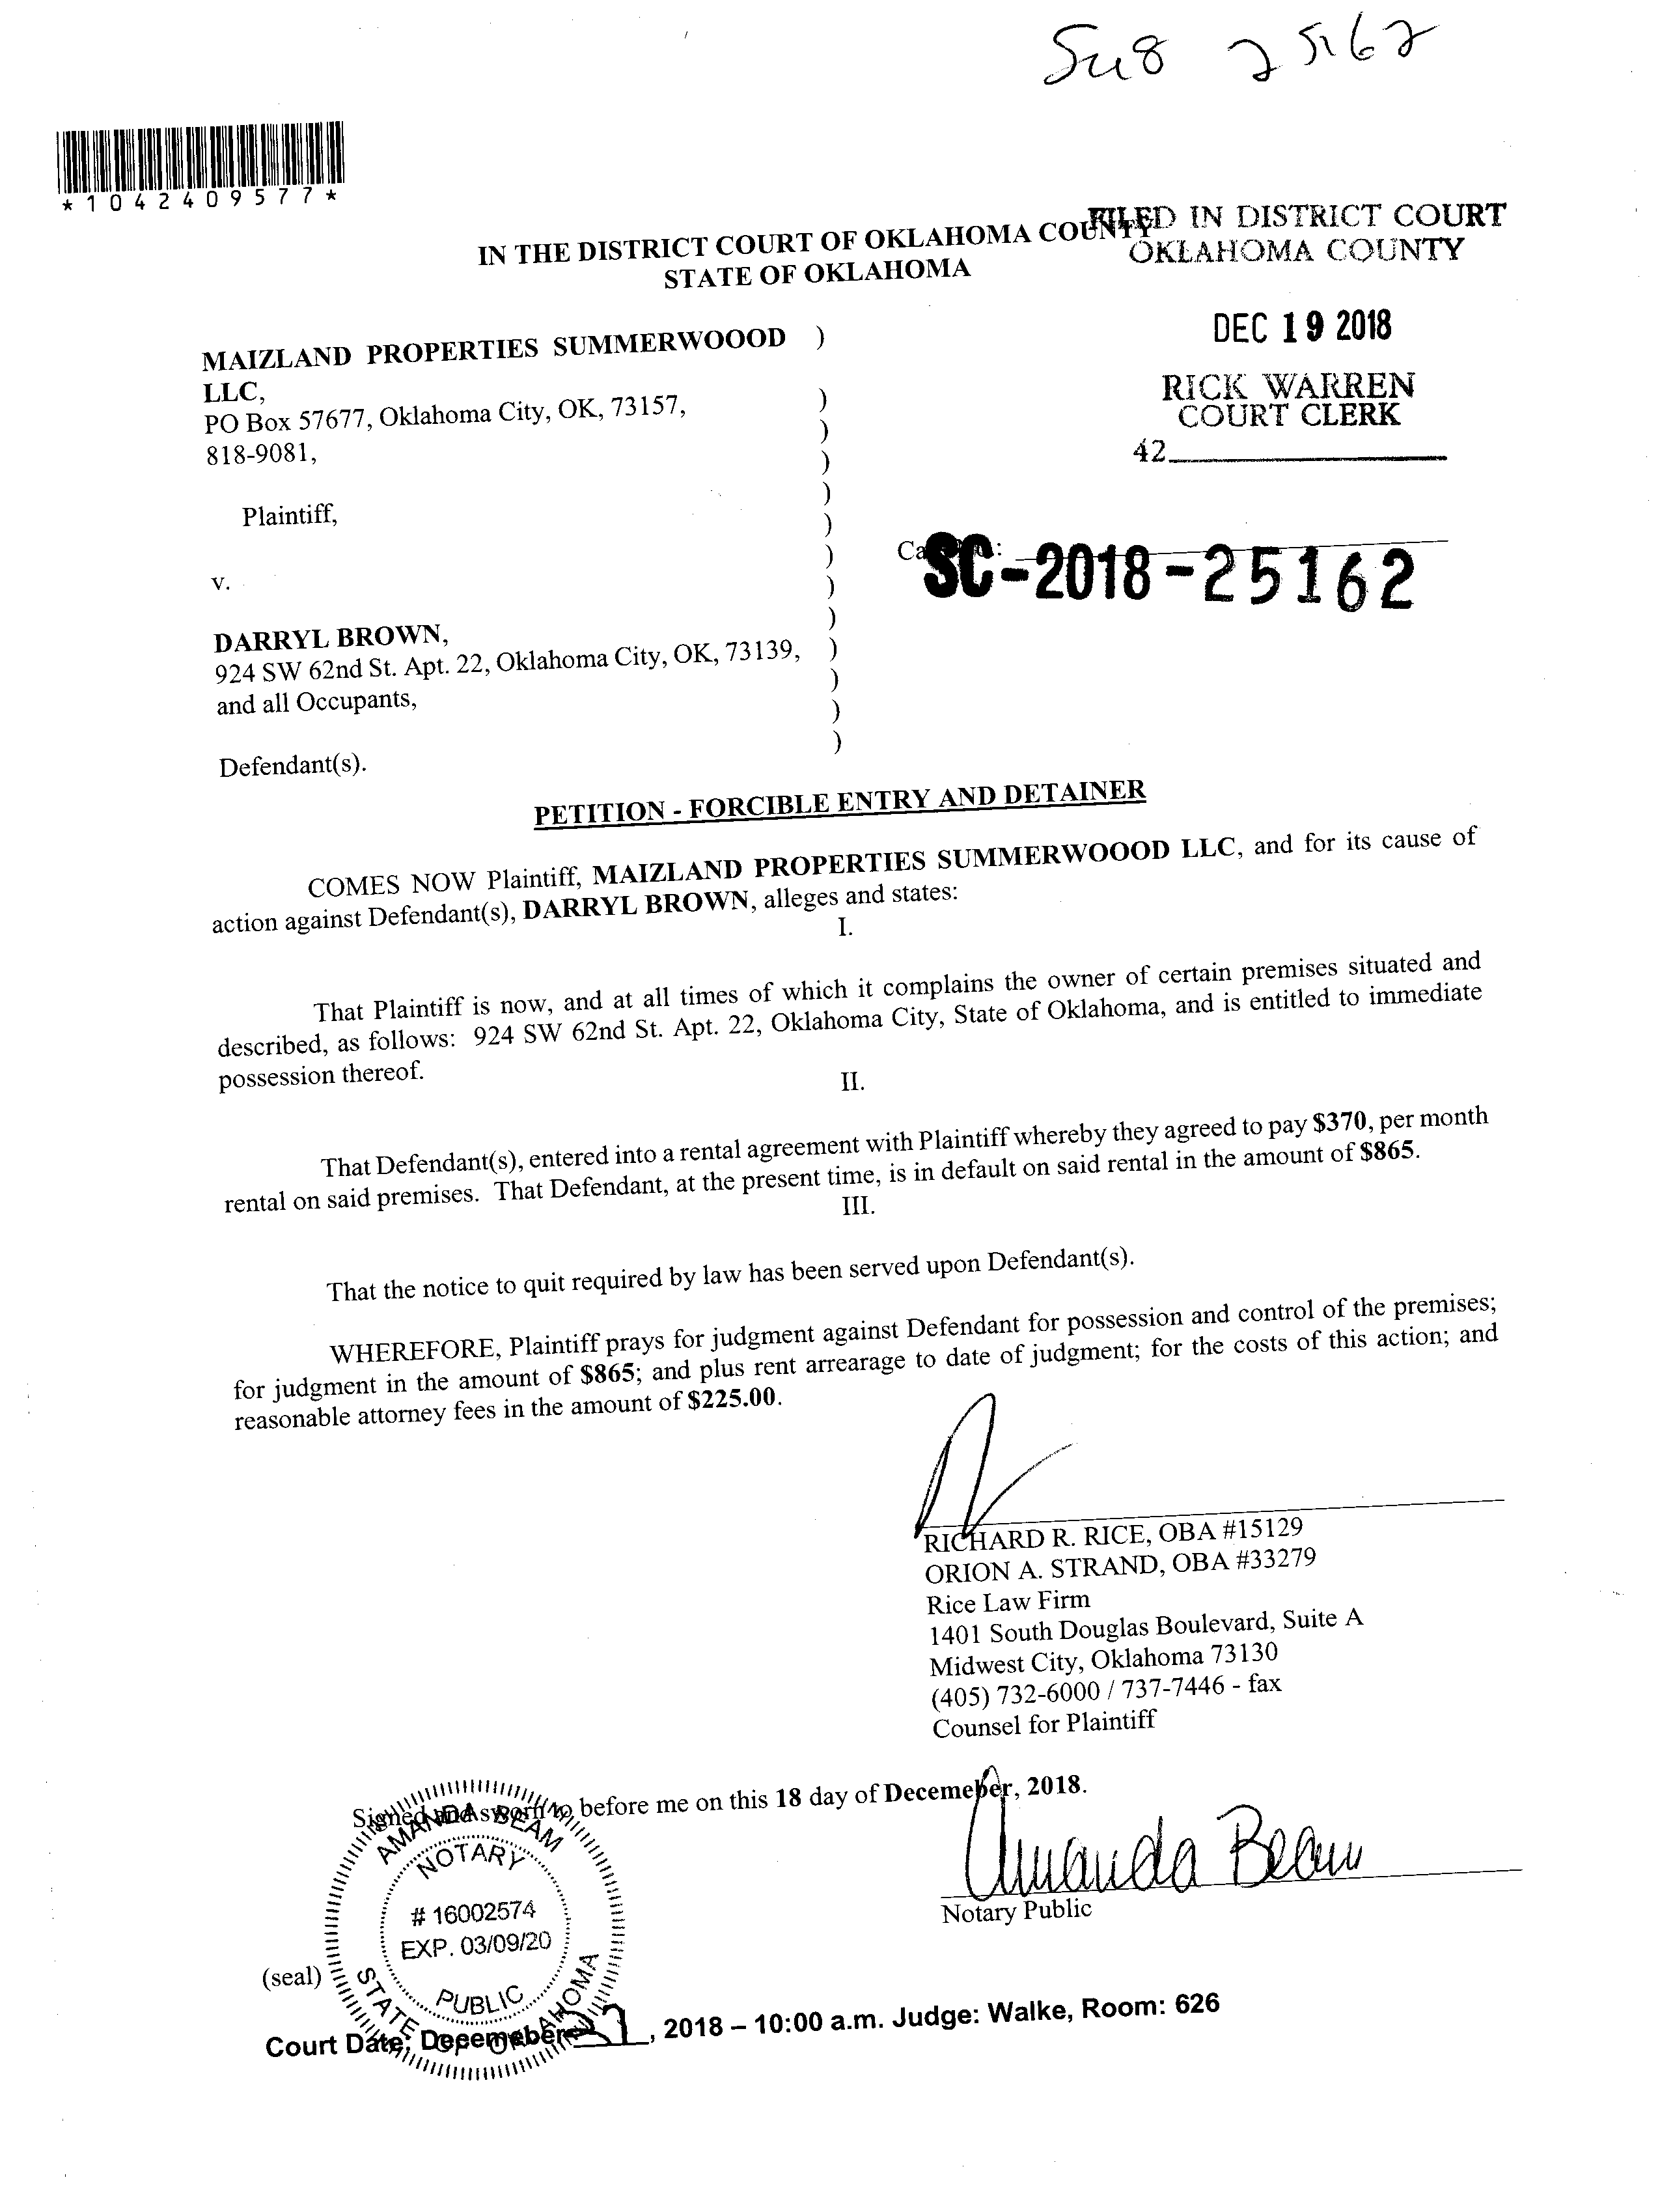 25162
*1042409577*
IN THE DISTRICT COURT OF OKLAHOMA COUNTY
STATE OF OKLAHOMA
FILED IN DISTRICT COURT
OKLAHOMA COUNTY
DEC 19 2018
RICK WARREN
COURT CLERK
42
MAIZLAND PROPERTIES SUMMERWOOOD )
LLC,
PO Box 57677, Oklahoma City, OK, 73157, )
818-9081, )
)
)
Plaintiff, )
)
v. )
)
DARRYL BROWN,
924 SW 62nd St. Apt. 22, Oklahoma City, OK, 73139, )
and all Occupants, )
)
)
Defendant(s).
SC-2018-25162
PETITION - FORCIBLE ENTRY AND DETAINER
COMES NOW Plaintiff, MAIZLAND PROPERTIES SUMMERWOOOD LLC, and for its cause of
action against Defendant(s), DARRYL BROWN, alleges and states:
I.
That Plaintiff is now, and at all times of which it complains the owner of certain premises situated and
described, as follows: 924 SW 62nd St. Apt. 22, Oklahoma City, State of Oklahoma, and is entitled to immediate
possession thereof.
II.
That Defendant(s), entered into a rental agreement with Plaintiff whereby they agreed to pay $370, per month
rental on said premises. That Defendant, at the present time, is in default on said rental in the amount of $865.
III.
That the notice to quit required by law has been served upon Defendant(s).
WHEREFORE, Plaintiff prays for judgment against Defendant for possession and control of the premises;
for judgment in the amount of $865; and plus rent arrearage to date of judgment; for the costs of this action; and
reasonable attorney fees in the amount of $225.00.
RICHARD R. RICE, OBA #15129
ORION A. STRAND, OBA #33279
Rice Law Firm
1401 South Douglas Boulevard, Suite A
Midwest City, Oklahoma 73130
(405) 732-6000 / 737-7446 - fax
Counsel for Plaintiff
Signed and sworn to before me on this 18 day of Decemeber, 2018.
Amanda Beam
Notary Public
AMANDA BEAM
NOTARY
# 16002574
EXP. 03/09/20
PUBLIC
STATE OF OKLAHOMA
(seal)
Court Date: Decemeber , 2018 – 10:00 a.m. Judge: Walke, Room: 626